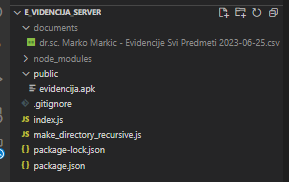 E_VIDENCIJA_SERVER
documents
dr.sc. Marko Markic - Evidencije Svi Predmeti 2023-06-25.csv
node_modules
public
evidencija.apk
.gitignore
index.js
JS make_directory_recursive.js
{} package-lock.json
{} package.json